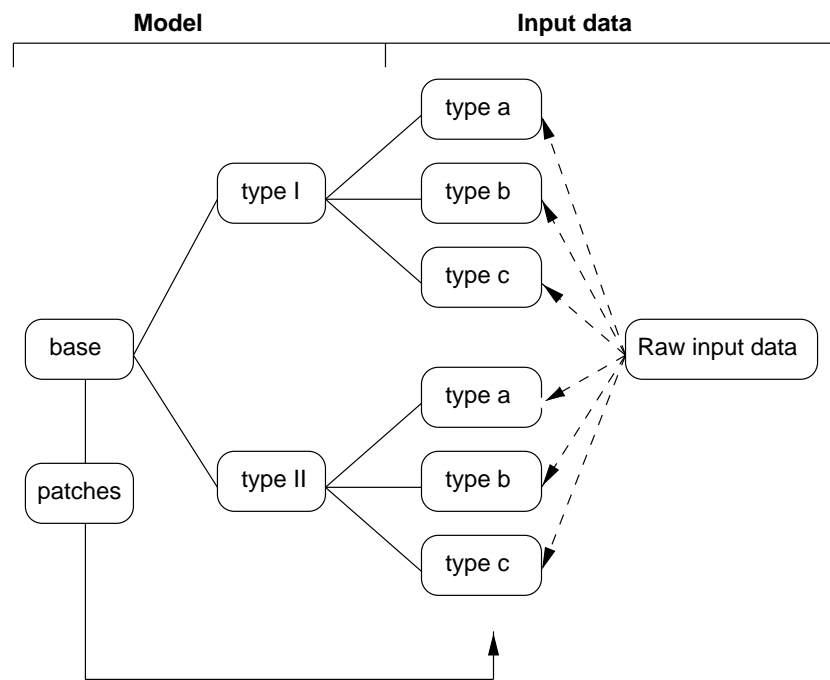 Model
Input data
type a
type I
type b
type c
base
Raw input data
type a
patches
type II
type b
type c